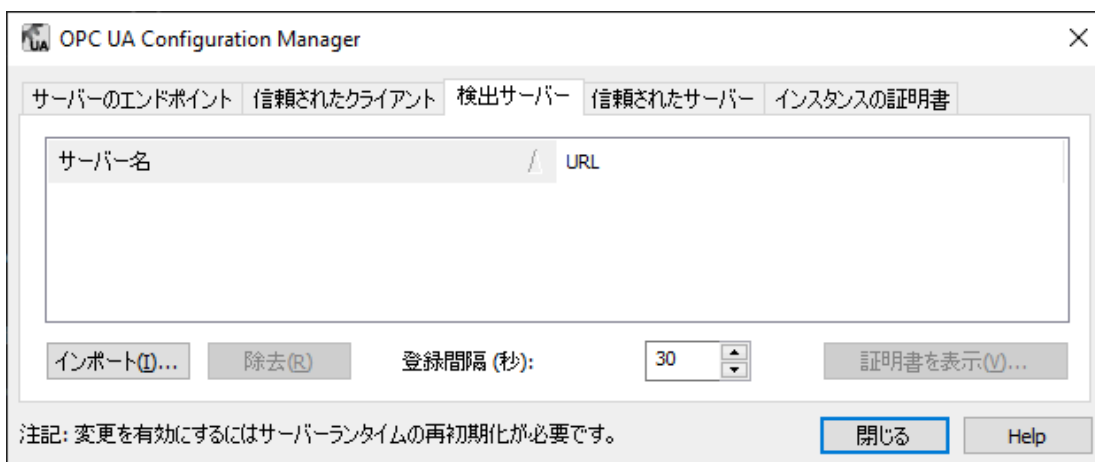 OPC UA Configuration Manager
サーバーのエンドポイント 信頼されたクライアント 検出サーバー 信頼されたサーバー インスタンスの証明書
サーバー名 URL
インポート(I)... 除去(R) 登録間隔 (秒): 30 証明書を表示(V)...
注記: 変更を有効にするにはサーバーランタイムの再初期化が必要です。 閉じる Help